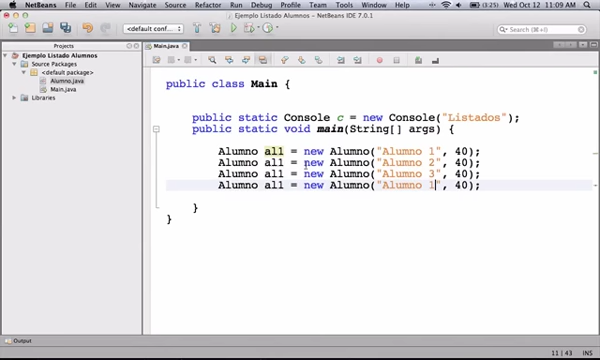 NetBeans File Edit View Navigate Source Refactor Run Debug Profile Team Tools Window Help (3:25) Wed Oct 12 11:09 AM
Ejemplo Listado Alumnos - NetBeans IDE 7.0.1
<default conf... Search (⌘+I)
Projects
Main.java
Ejemplo Listado Alumnos
Source Packages
<default package>
Alumno.java
Main.java
Libraries
public class Main {
public static Console c = new Console("Listados");
public static void main(String[] args) {
Alumno al1 = new Alumno("Alumno 1", 40);
Alumno al1 = new Alumno("Alumno 2", 40);
Alumno al1 = new Alumno("Alumno 3", 40);
Alumno al1 = new Alumno("Alumno 1", 40);
}
}
Output
11 | 43 INS